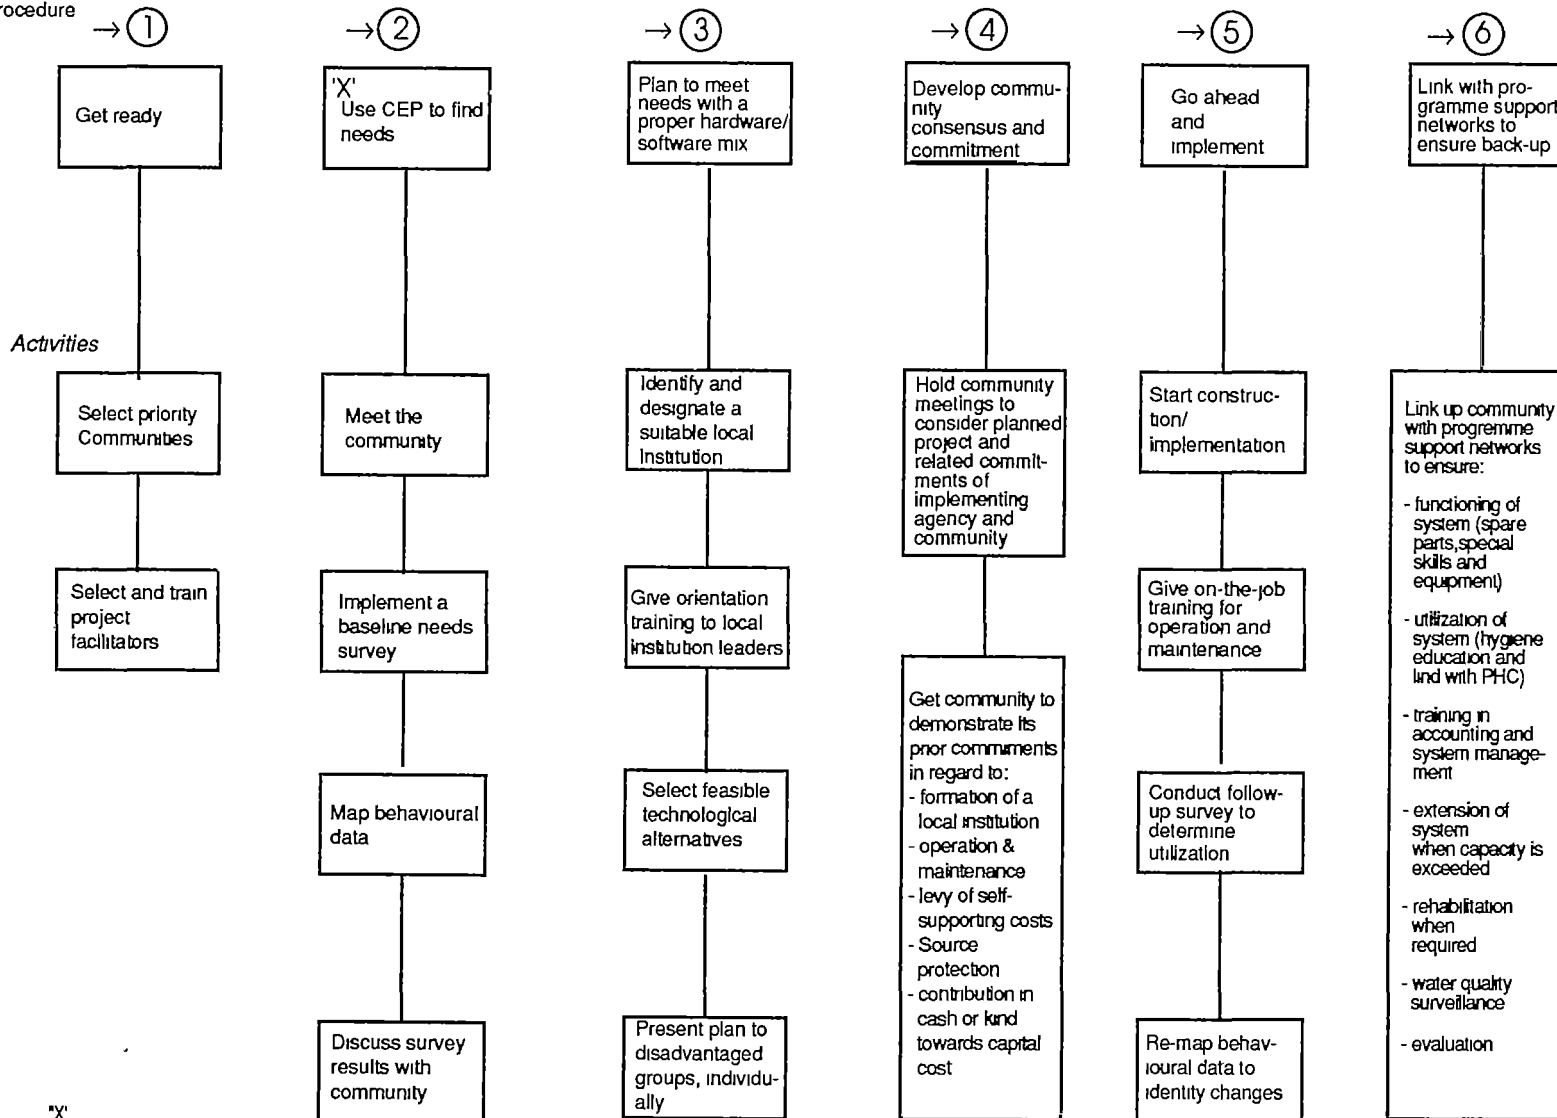 rocedure
→ 1
→ 2
→ 3
→ 4
→ 5
→ 6
Get ready
'X'
Use CEP to find
needs
Plan to meet
needs with a
proper hardware/
software mix
Develop commu-
nity
consensus and
commitment
Go ahead
and
implement
Link with pro-
gramme support
networks to
ensure back-up
Activities
Select priority
Communities
Select and train
project
facilitators
Meet the
community
Implement a
baseline needs
survey
Map behavioural
data
Discuss survey
results with
community
Identify and
designate a
suitable local
Institution
Give orientation
training to local
institution leaders
Select feasible
technological
alternatives
Present plan to
disadvantaged
groups, individu-
ally
Hold community
meetings to
consider planned
project and
related commit-
ments of
implementing
agency and
community
Get community to
demonstrate its
prior commiments
in regard to:
- formation of a
local institution
- operation &
maintenance
- levy of self-
supporting costs
- Source
protection
- contribution in
cash or kind
towards capital
cost
Start construc-
tion/
implementation
Give on-the-job
training for
operation and
maintenance
Conduct follow-
up survey to
determine
utilization
Re-map behav-
ioural data to
identity changes
Link up community
with programme
support networks
to ensure:
- functioning of
system (spare
parts,special
skills and
equipment)
- utilization of
system (hygiene
education and
lind with PHC)
- training in
accounting and
system manage-
ment
- extension of
system
when capacity is
exceeded
- rehabilitation
when
required
- water quality
surveillance
- evaluation
"X'